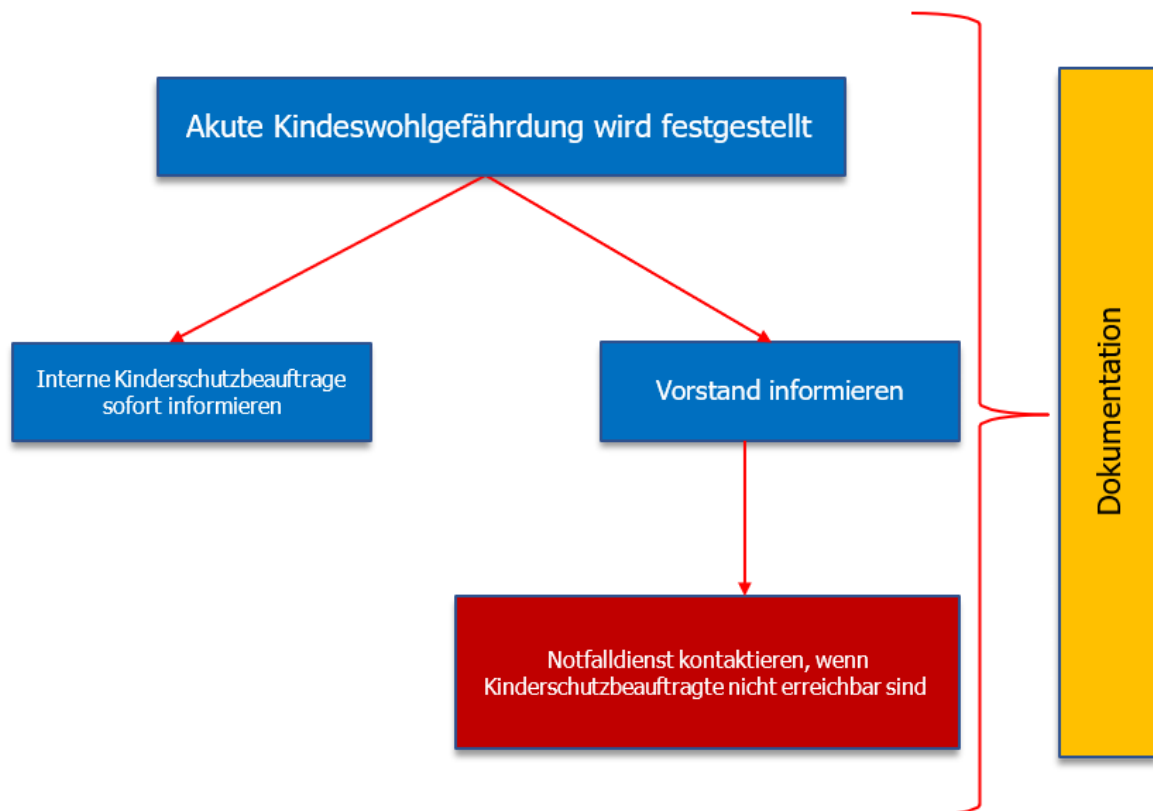 Akute Kindeswohlgefährdung wird festgestellt
Interne Kinderschutzbeauftrage
sofort informieren
Vorstand informieren
Notfalldienst kontaktieren, wenn
Kinderschutzbeauftragte nicht erreichbar sind
Dokumentation